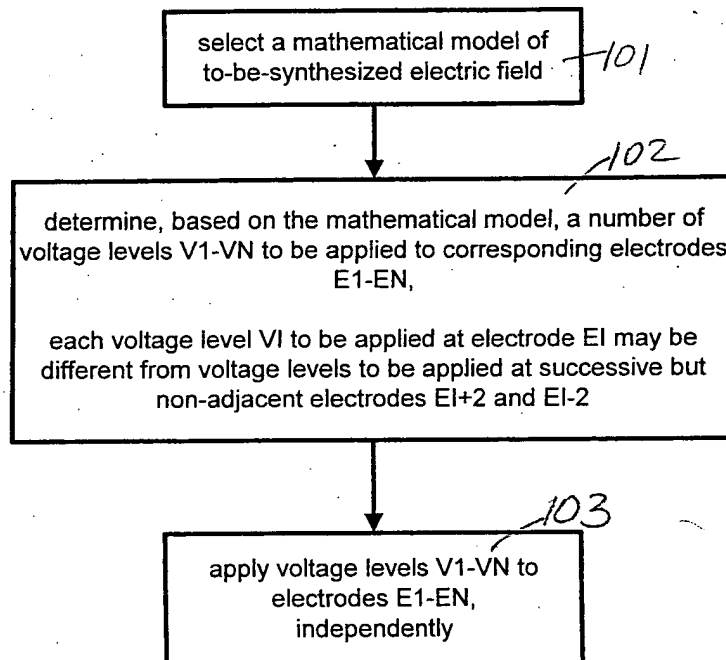 select a mathematical model of
to-be-synthesized electric field
101
102
determine, based on the mathematical model, a number of
voltage levels V1-VN to be applied to corresponding electrodes
E1-EN,
each voltage level VI to be applied at electrode EI may be
different from voltage levels to be applied at successive but
non-adjacent electrodes EI+2 and EI-2
103
apply voltage levels V1-VN to
electrodes E1-EN,
independently